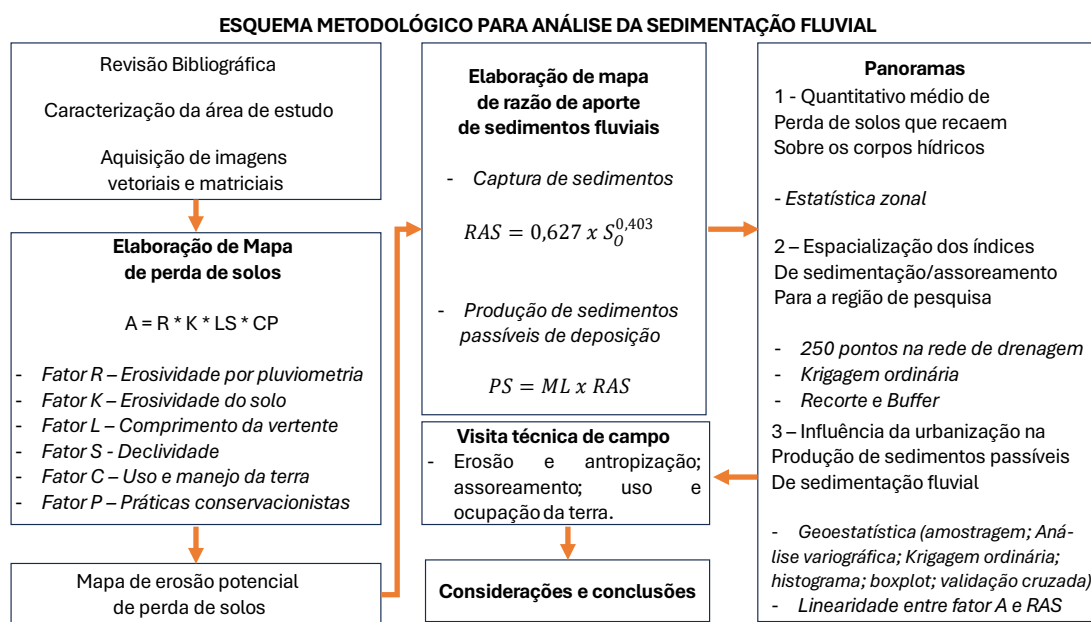 ESQUEMA METODOLÓGICO PARA ANÁLISE DA SEDIMENTAÇÃO FLUVIAL
Revisão Bibliográfica
Caracterização da área de estudo
Aquisição de imagens
vetoriais e matriciais
Elaboração de Mapa
de perda de solos
A = R * K * LS * CP
- Fator R – Erosividade por pluviometria
- Fator K – Erosividade do solo
- Fator L – Comprimento da vertente
- Fator S - Declividade
- Fator C – Uso e manejo da terra
- Fator P – Práticas conservacionistas
Mapa de erosão potencial
de perda de solos
Elaboração de mapa
de razão de aporte
de sedimentos fluviais
- Captura de sedimentos
RAS = 0,627 x S_O^{0,403}
- Produção de sedimentos
passíveis de deposição
PS = ML x RAS
Panoramas
1 - Quantitativo médio de
Perda de solos que recaem
Sobre os corpos hídricos
- Estatística zonal
2 – Espacialização dos índices
De sedimentação/assoreamento
Para a região de pesquisa
- 250 pontos na rede de drenagem
- Krigagem ordinária
- Recorte e Buffer
3 – Influência da urbanização na
Produção de sedimentos passíveis
De sedimentação fluvial
- Geoestatística (amostragem; Aná-
lise variográfica; Krigagem ordinária;
histograma; boxplot; validação cruzada)
- Linearidade entre fator A e RAS
Visita técnica de campo
- Erosão e antropização;
assoreamento; uso e
ocupação da terra.
Considerações e conclusões